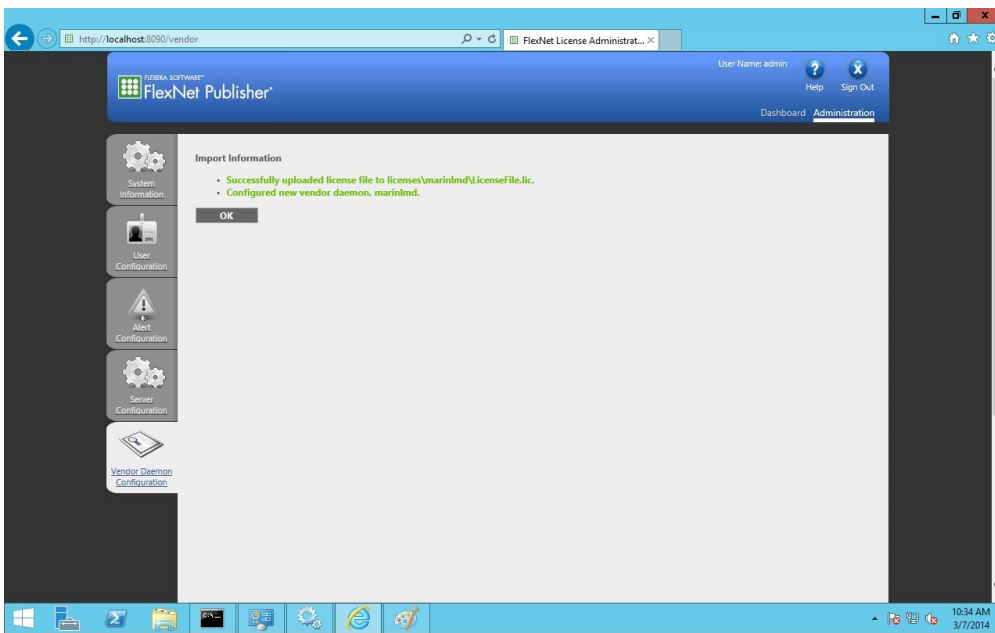 http://localhost:8090/vendor
FlexNet License Administrat...
FLEXERA SOFTWARE™
FlexNet Publisher
User Name: admin
Help
Sign Out
Dashboard
Administration
System
Information
User
Configuration
Alert
Configuration
Server
Configuration
Vendor Daemon
Configuration
Import Information
• Successfully uploaded license file to licenses\marinlmd\LicenseFile.lic.
• Configured new vendor daemon, marinlmd.
OK
10:34 AM
3/7/2014